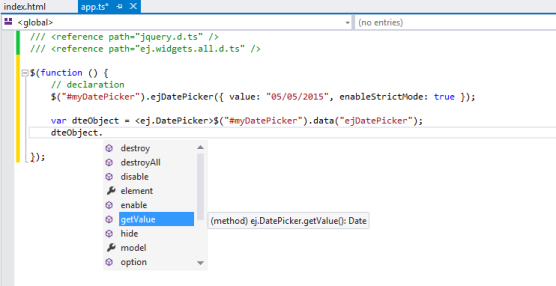 index.html
app.ts*
<global>
(no entries)
/// <reference path="jquery.d.ts" />
/// <reference path="ej.widgets.all.d.ts" />
$(function () {
// declaration
$("#myDatePicker").ejDatePicker({ value: "05/05/2015", enableStrictMode: true });
var dteObject = <ej.DatePicker>$("#myDatePicker").data("ejDatePicker");
dteObject.
destroy
destroyAll
disable
element
enable
getValue
(method) ej.DatePicker.getValue(): Date
hide
model
option
});